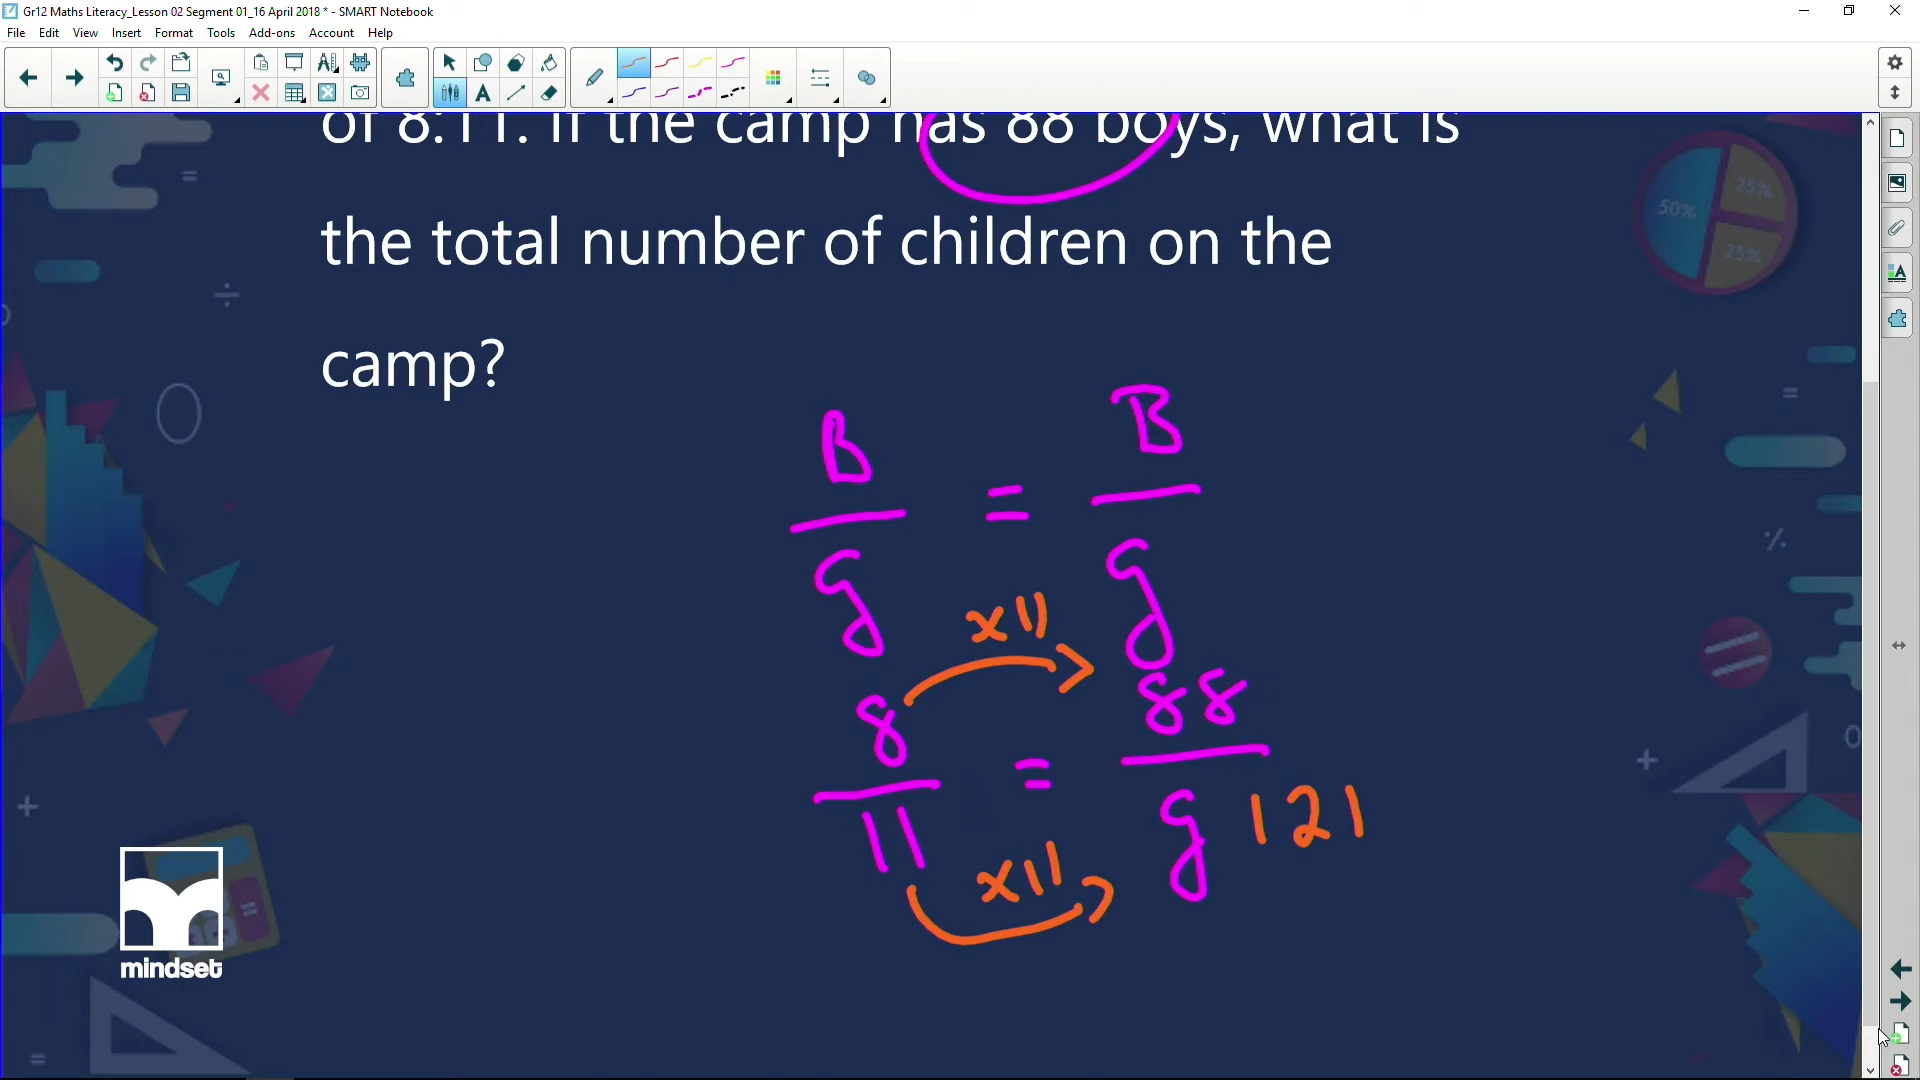 Gr12 Maths Literacy_Lesson 02 Segment 01_16 April 2018 * - SMART Notebook
File Edit View Insert Format Tools Add-ons Account Help
of 8:11. If the camp has 88 boys, what is
the total number of children on the
camp?
B = B
g g
x11
8 = 88
11 g 121
x11
50% 25%
25%
mindset